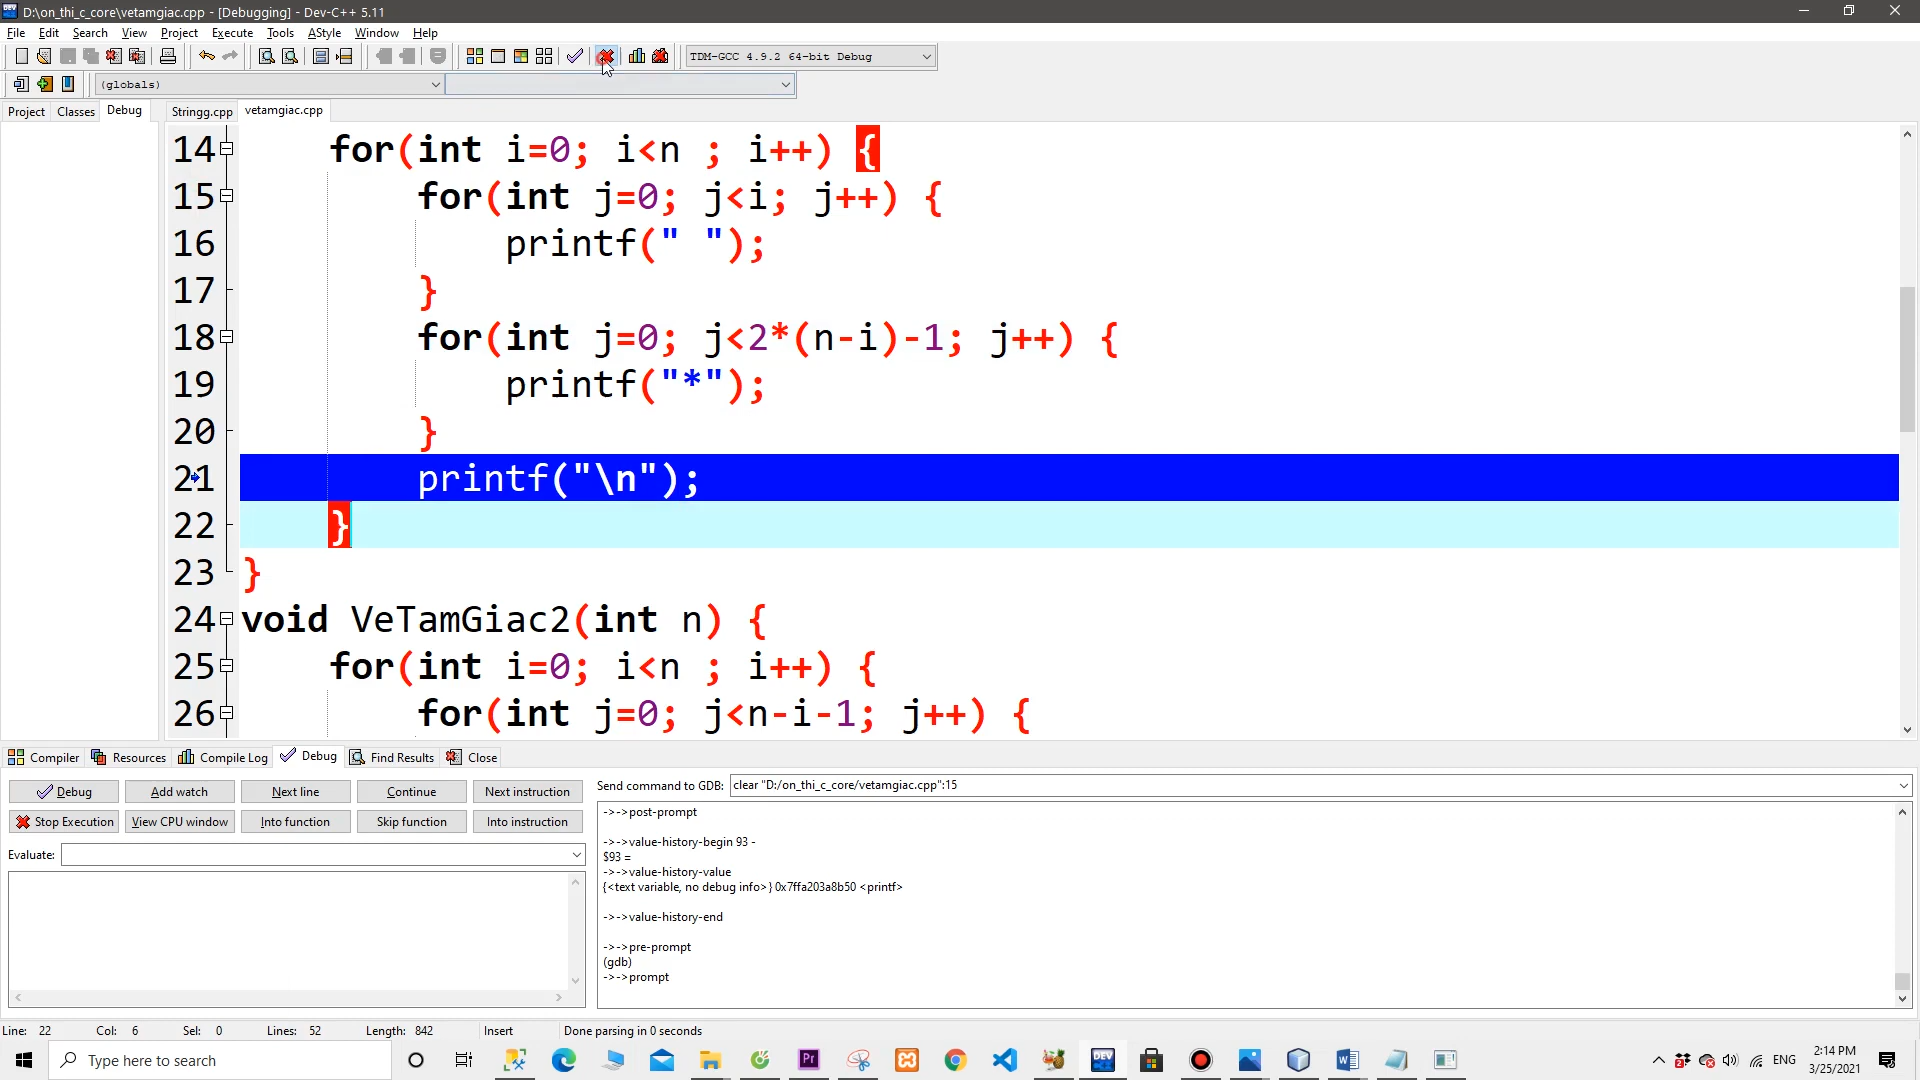 D:\on_thi_c_core\vetamgiac.cpp - [Debugging] - Dev-C++ 5.11
File Edit Search View Project Execute Tools AStyle Window Help
TDM-GCC 4.9.2 64-bit Debug
(globals)
Project Classes Debug Stringg.cpp vetamgiac.cpp
14 for(int i=0; i<n ; i++) {
15 for(int j=0; j<i; j++) {
16 printf(" ");
17 }
18 for(int j=0; j<2*(n-i)-1; j++) {
19 printf("*");
20 }
21 printf("\n");
22 }
23 }
24 void VeTamGiac2(int n) {
25 for(int i=0; i<n ; i++) {
26 for(int j=0; j<n-i-1; j++) {
Compiler Resources Compile Log Debug Find Results Close
Debug Add watch Next line Continue Next instruction
Stop Execution View CPU window Into function Skip function Into instruction
Evaluate:
Send command to GDB: clear "D:/on_thi_c_core/vetamgiac.cpp":15
->->post-prompt
->->value-history-begin 93 -
$93 =
->->value-history-value
{<text variable, no debug info>} 0x7ffa203a8b50 <printf>
->->value-history-end
->->pre-prompt
(gdb)
->->prompt
Line: 22 Col: 6 Sel: 0 Lines: 52 Length: 842 Insert Done parsing in 0 seconds
Type here to search
Pr
DEV
ENG
2:14 PM
3/25/2021